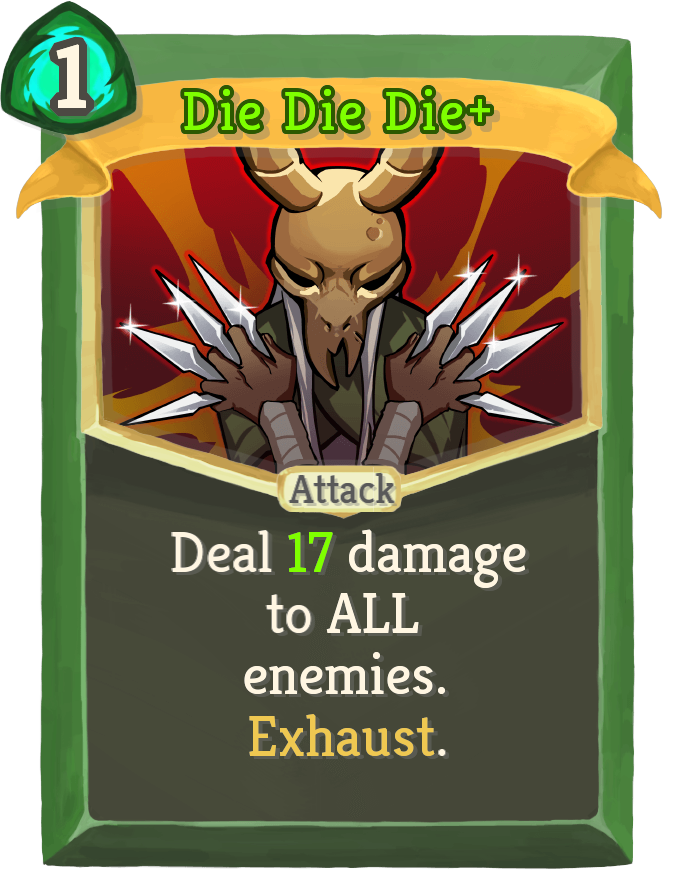 1
Die Die Die+
Attack
Deal 17 damage
to ALL
enemies.
Exhaust.